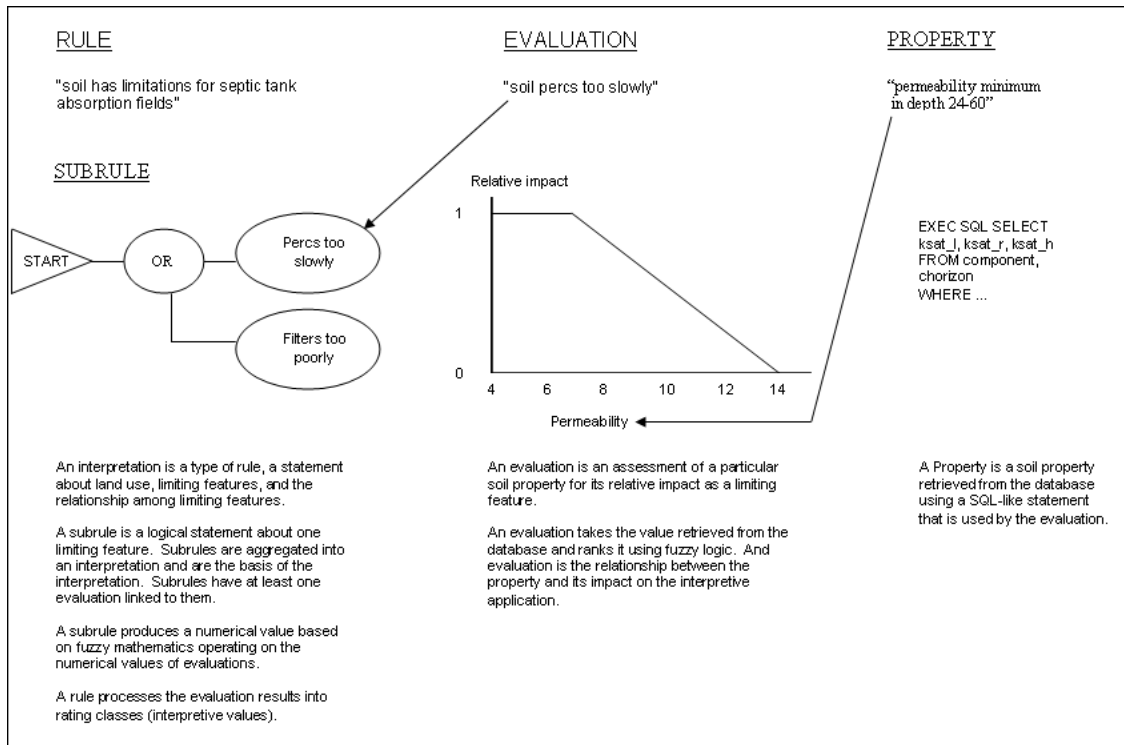 RULE
"soil has limitations for septic tank
absorption fields"
SUBRULE
START
OR
Percs too
slowly
Filters too
poorly
An interpretation is a type of rule, a statement
about land use, limiting features, and the
relationship among limiting features.
A subrule is a logical statement about one
limiting feature. Subrules are aggregated into
an interpretation and are the basis of the
interpretation. Subrules have at least one
evaluation linked to them.
A subrule produces a numerical value based
on fuzzy mathematics operating on the
numerical values of evaluations.
A rule processes the evaluation results into
rating classes (interpretive values).
EVALUATION
"soil percs too slowly"
Relative impact
1
0
4 6 8 10 12 14
Permeability
An evaluation is an assessment of a particular
soil property for its relative impact as a limiting
feature.
An evaluation takes the value retrieved from the
database and ranks it using fuzzy logic. And
evaluation is the relationship between the
property and its impact on the interpretive
application.
PROPERTY
“permeability minimum
in depth 24-60”
EXEC SQL SELECT
ksat_l, ksat_r, ksat_h
FROM component,
chorizon
WHERE ...
A Property is a soil property
retrieved from the database
using a SQL-like statement
that is used by the evaluation.